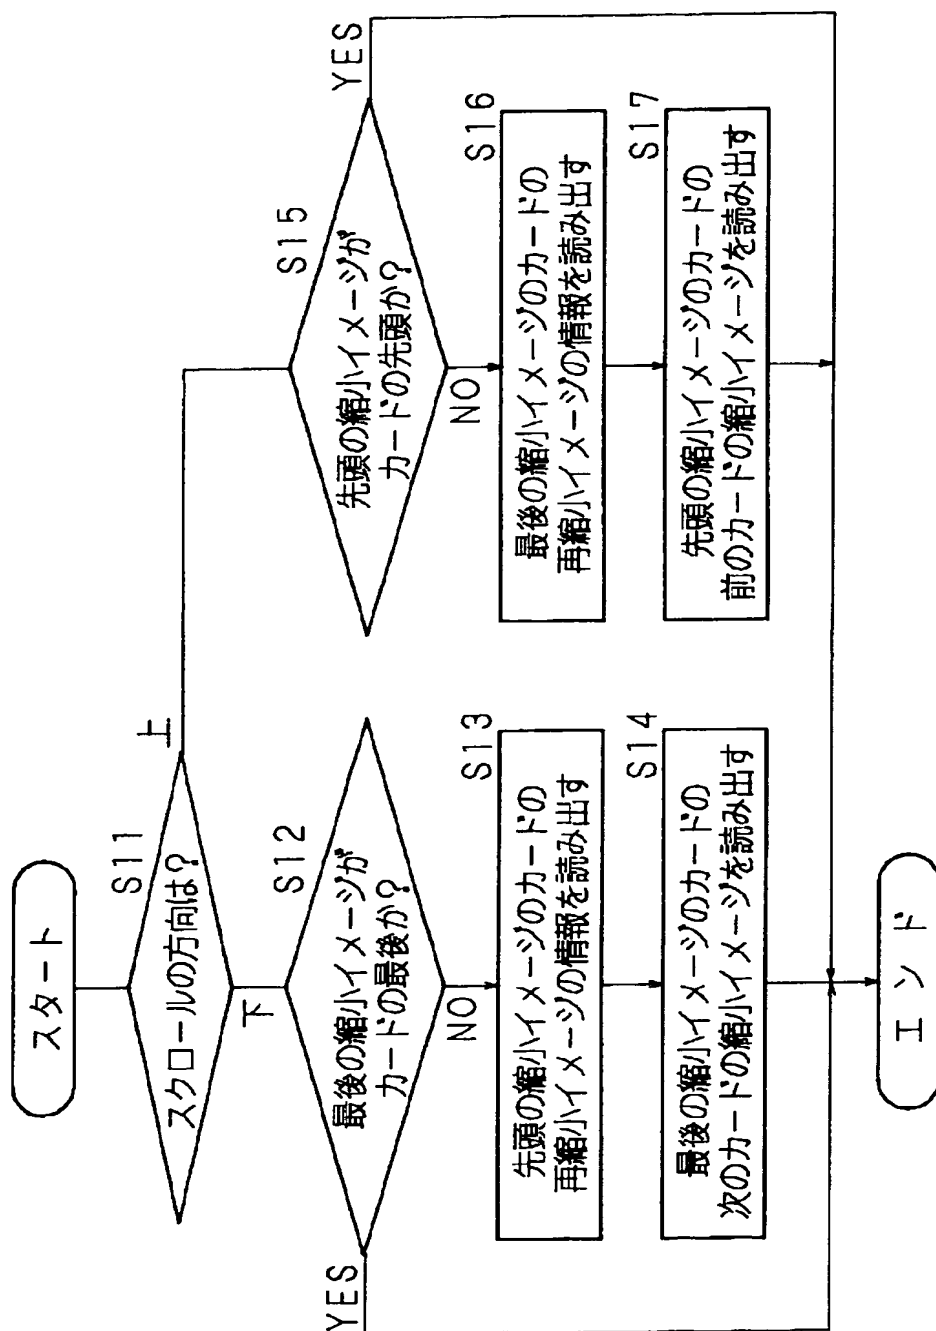 スタート
S11
スクロールの方向は?
上
下
S12
最後の縮小イメージが
カードの最後か?
YES
NO
S13
先頭の縮小イメージのカードの
再縮小イメージの情報を読み出す
S14
最後の縮小イメージのカードの
次のカードの縮小イメージを読み出す
S15
先頭の縮小イメージが
カードの先頭か?
YES
NO
S16
最後の縮小イメージのカードの
再縮小イメージの情報を読み出す
S17
先頭の縮小イメージのカードの
前のカードの縮小イメージを読み出す
エンド